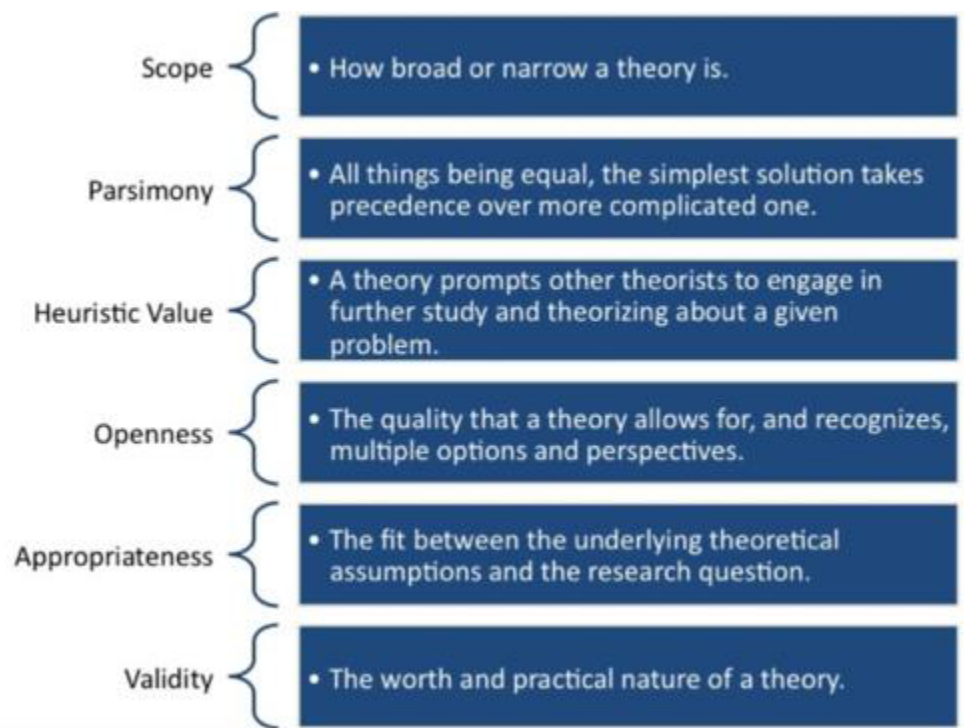 Scope
• How broad or narrow a theory is.
Parsimony
• All things being equal, the simplest solution takes
precedence over more complicated one.
Heuristic Value
• A theory prompts other theorists to engage in
further study and theorizing about a given
problem.
Openness
• The quality that a theory allows for, and recognizes,
multiple options and perspectives.
Appropriateness
• The fit between the underlying theoretical
assumptions and the research question.
Validity
• The worth and practical nature of a theory.